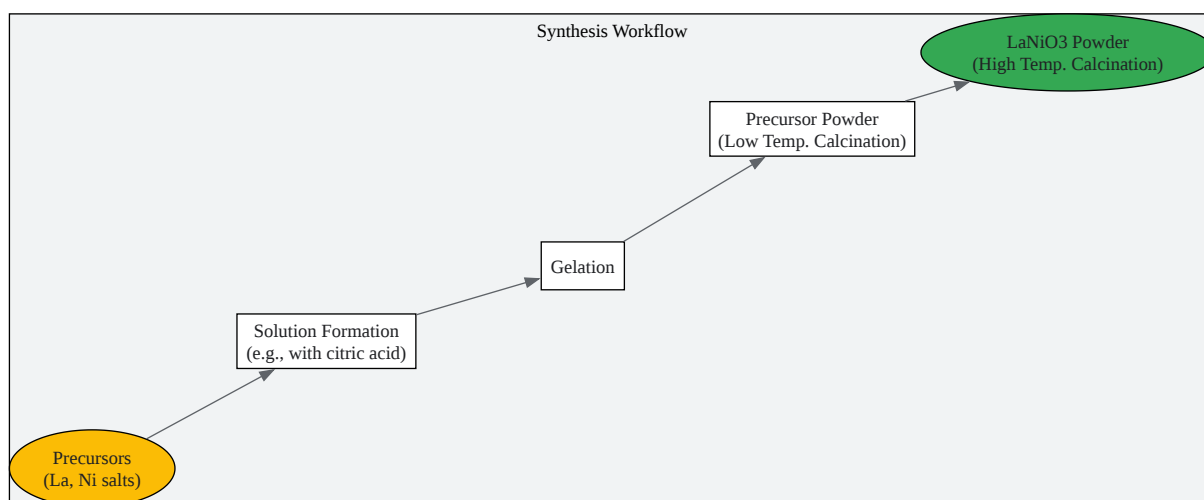 Synthesis Workflow
LaNiO3 Powder
(High Temp. Calcination)
Precursor Powder
(Low Temp. Calcination)
Gelation
Solution Formation
(e.g., with citric acid)
Precursors
(La, Ni salts)